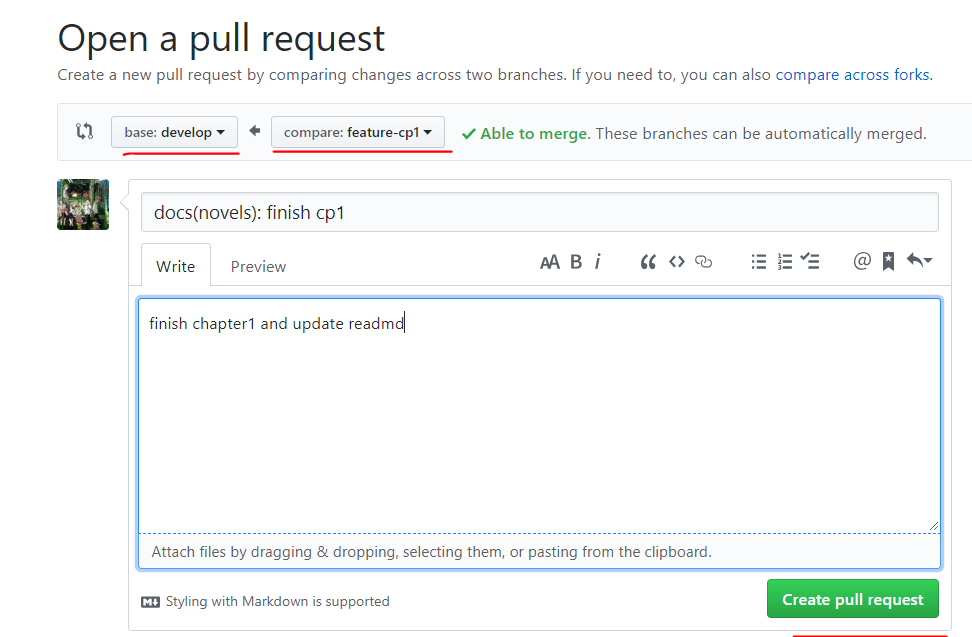 Open a pull request
Create a new pull request by comparing changes across two branches. If you need to, you can also compare across forks.
base: develop compare: feature-cp1 Able to merge. These branches can be automatically merged.
docs(novels): finish cp1
Write Preview
finish chapter1 and update readmd
Attach files by dragging & dropping, selecting them, or pasting from the clipboard.
Styling with Markdown is supported
Create pull request